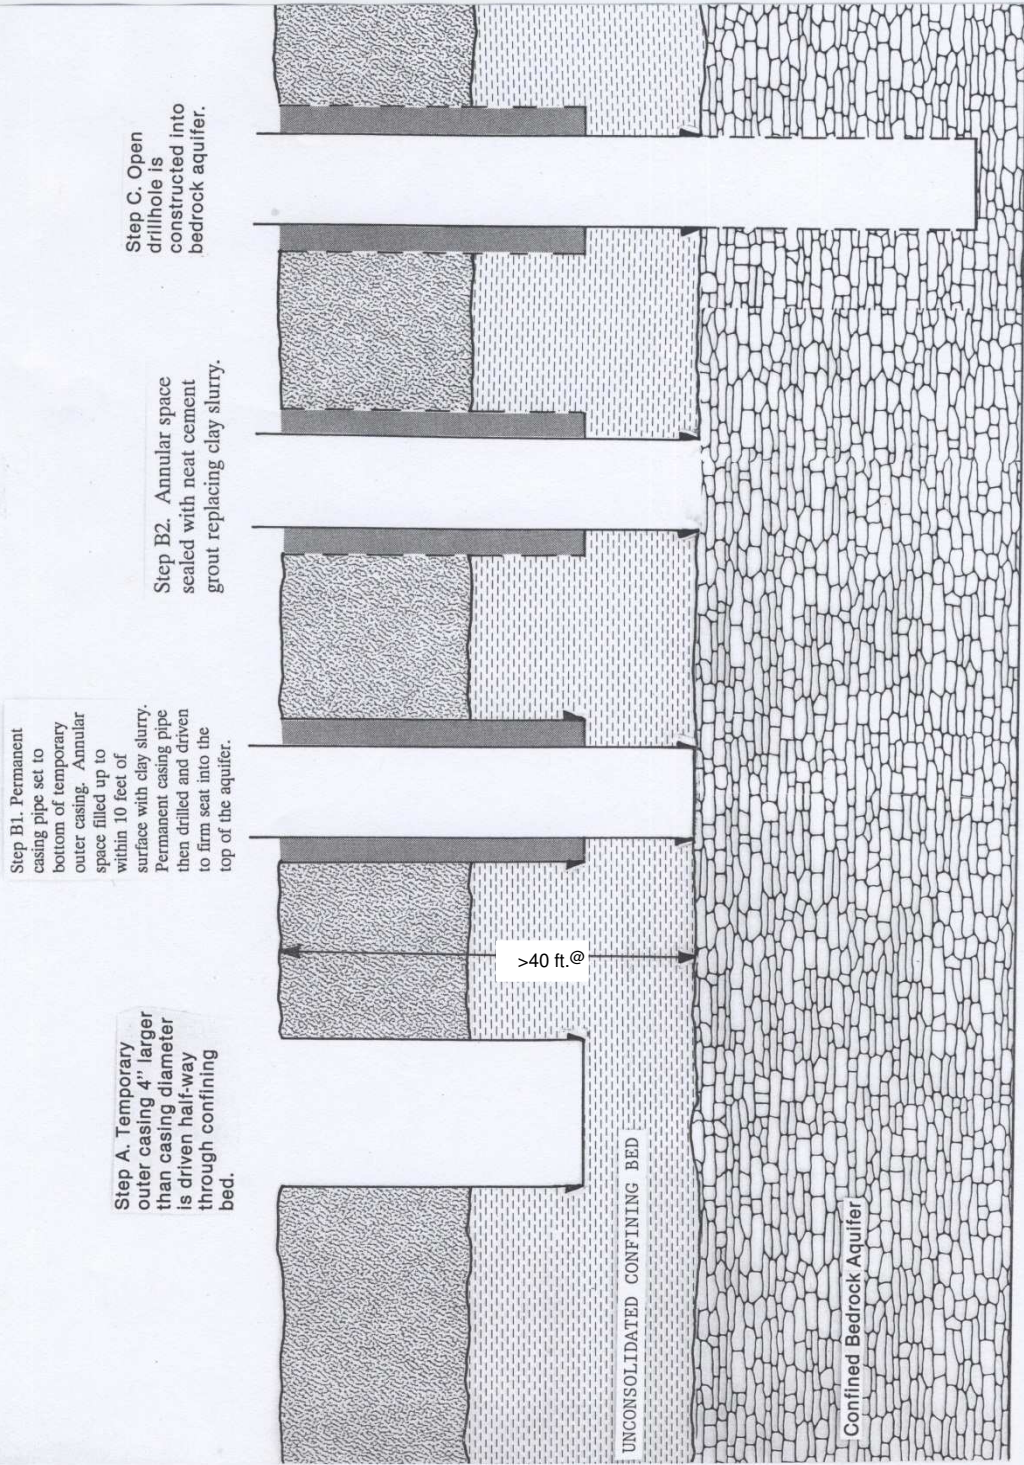 Step A. Temporary
outer casing 4" larger
than casing diameter
is driven half-way
through confining
bed.
Step B1. Permanent
casing pipe set to
bottom of temporary
outer casing. Annular
space filled up to
within 10 feet of
surface with clay slurry.
Permanent casing pipe
then drilled and driven
to firm seat into the
top of the aquifer.
Step B2. Annular space
sealed with neat cement
grout replacing clay slurry.
Step C. Open
drillhole is
constructed into
bedrock aquifer.
>40 ft.@
UNCONSOLIDATED CONFINING BED
Confined Bedrock Aquifer